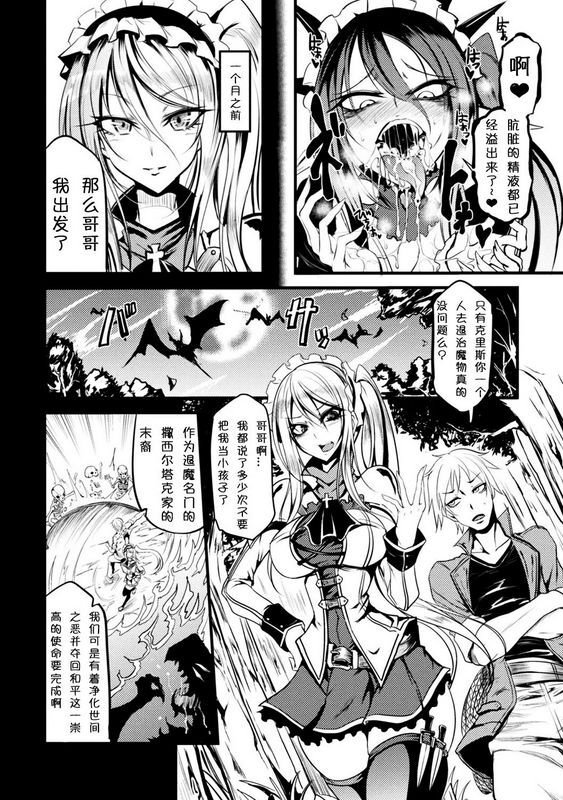 啊♥
肮脏的精液都已
经溢出来了~♥
一个月之前
那么哥哥
我出发了
只有克里斯你一个
人去退治魔物真的
没问题么？
哥哥啊…
我都说了多少次不要
把我当小孩子了
作为退魔名门的
撒西尔塔克家的
末裔
我们可是有着净化世间
之恶并夺回和平这一崇
高的使命要完成啊